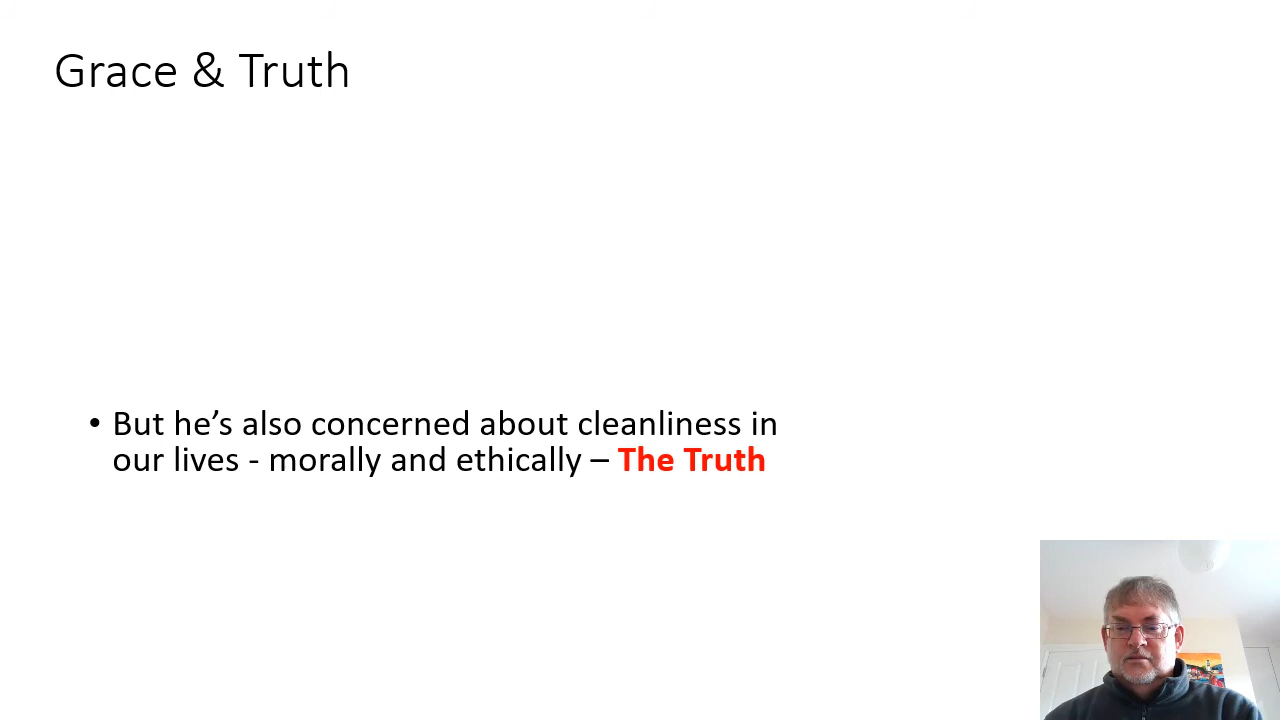 Grace & Truth
• But he’s also concerned about cleanliness in
our lives - morally and ethically – The Truth